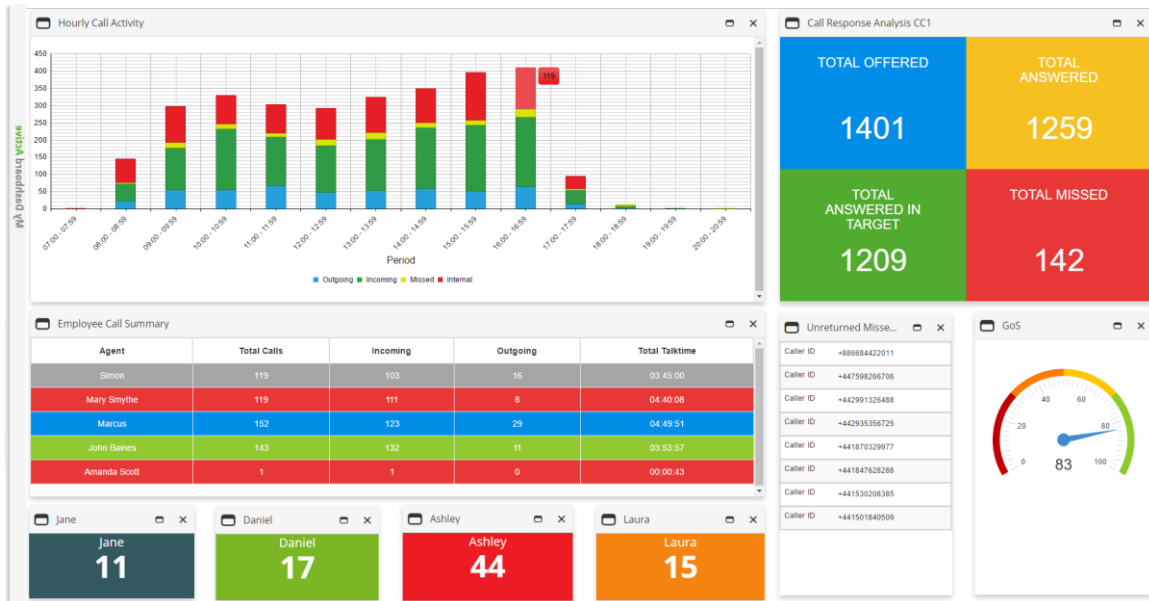 My Dashboard Active
Hourly Call Activity
450
400
350
300
250
200
150
100
50
0
119
07:00 - 07:59
08:00 - 08:59
09:00 - 09:59
10:00 - 10:59
11:00 - 11:59
12:00 - 12:59
13:00 - 13:59
14:00 - 14:59
15:00 - 15:59
16:00 - 16:59
17:00 - 17:59
18:00 - 18:59
19:00 - 19:59
20:00 - 20:59
Period
Outgoing Incoming Missed Internal
Call Response Analysis CC1
TOTAL OFFERED
1401
TOTAL
ANSWERED
1259
TOTAL
ANSWERED IN
TARGET
1209
TOTAL MISSED
142
Employee Call Summary
Agent Total Calls Incoming Outgoing Total Talktime
Simon 119 103 16 03:45:00
Mary Smythe 119 111 8 04:40:08
Marcus 152 123 29 04:49:51
John Baines 143 132 11 03:53:57
Amanda Scott 1 1 0 00:00:43
Unreturned Misse...
Caller ID +886684422011
Caller ID +447598266706
Caller ID +442991326488
Caller ID +442935356725
Caller ID +441870329977
Caller ID +441847628288
Caller ID +441530208385
Caller ID +441501840509
GoS
0
20
40
60
80
100
83
Jane
Jane
11
Daniel
Daniel
17
Ashley
Ashley
44
Laura
Laura
15